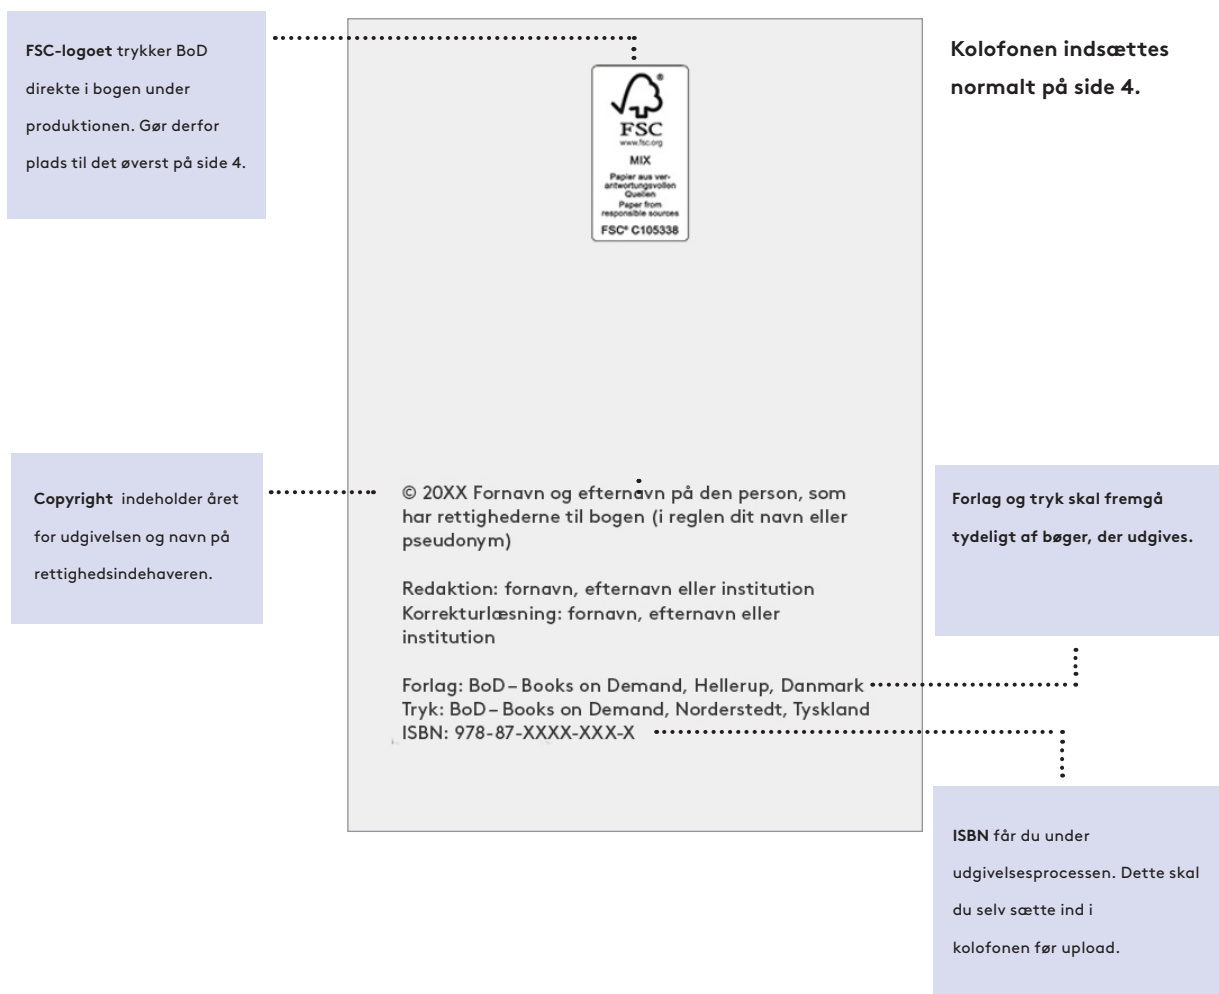 FSC-logoet trykker BoD
direkte i bogen under
produktionen. Gør derfor
plads til det øverst på side 4.
®
FSC
www.fsc.org
MIX
Papier aus ver-
antwortungsvollen
Quellen
Paper from
responsible sources
FSC® C105338
Kolofonen indsættes
normalt på side 4.
Copyright indeholder året
for udgivelsen og navn på
rettighedsindehaveren.
© 20XX Fornavn og efternavn på den person, som
har rettighederne til bogen (i reglen dit navn eller
pseudonym)
Redaktion: fornavn, efternavn eller institution
Korrekturlæsning: fornavn, efternavn eller
institution
Forlag: BoD – Books on Demand, Hellerup, Danmark
Tryk: BoD – Books on Demand, Norderstedt, Tyskland
ISBN: 978-87-XXXX-XXX-X
Forlag og tryk skal fremgå
tydeligt af bøger, der udgives.
ISBN får du under
udgivelsesprocessen. Dette skal
du selv sætte ind i
kolofonen før upload.